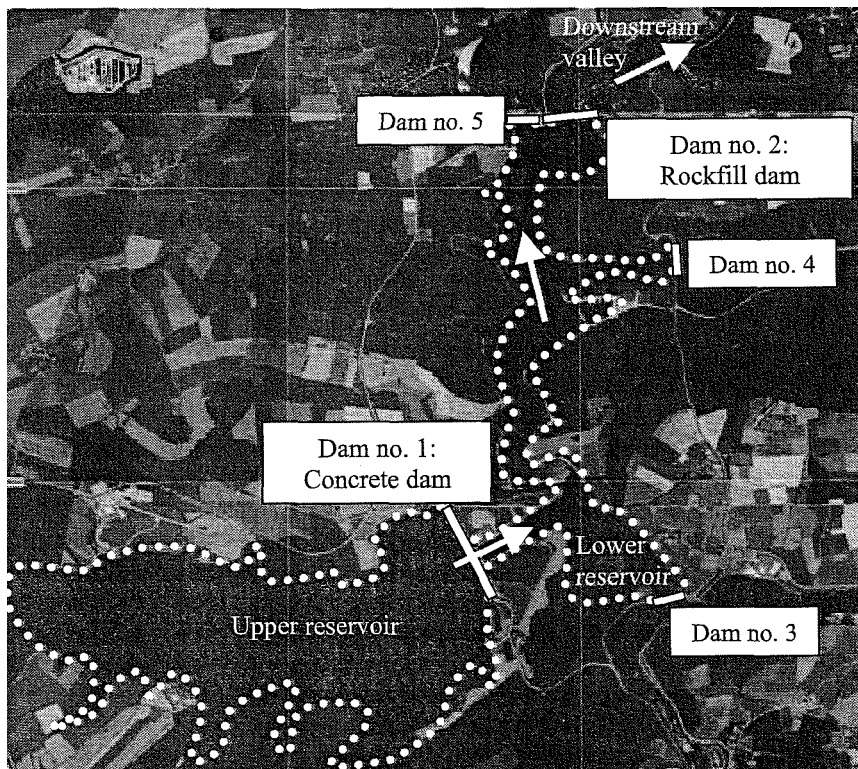 Downstream
valley
Dam no. 5
Dam no. 2:
Rockfill dam
Dam no. 4
Dam no. 1:
Concrete dam
Lower
reservoir
Upper reservoir
Dam no. 3